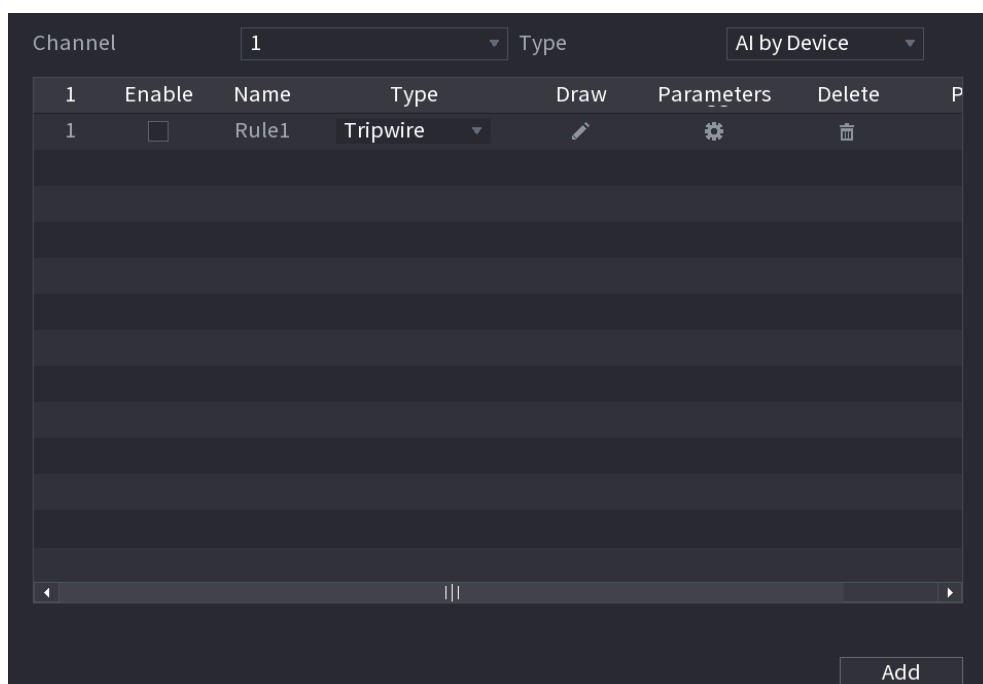 Channel 1 Type AI by Device
1 Enable Name Type Draw Parameters Delete P
1 Rule1 Tripwire
Add